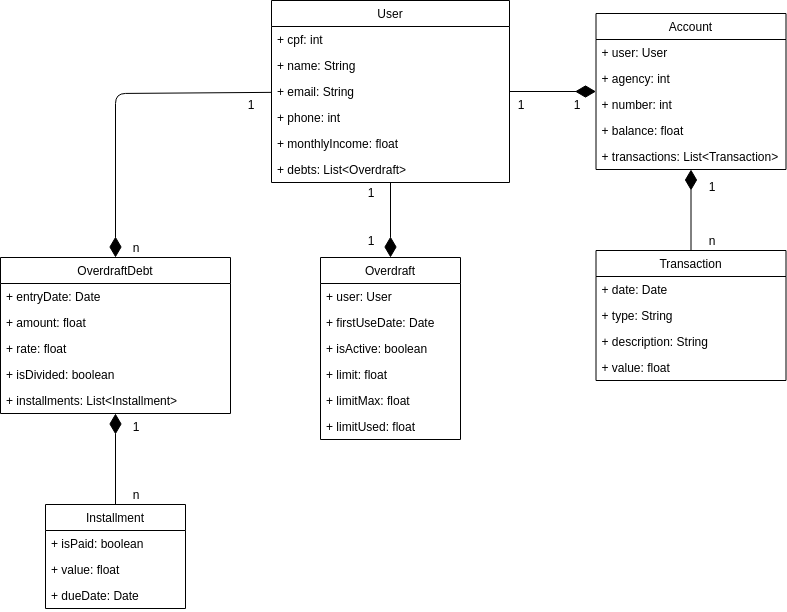 User
+ cpf: int
+ name: String
+ email: String
+ phone: int
+ monthlyIncome: float
+ debts: List<Overdraft>
Account
+ user: User
+ agency: int
+ number: int
+ balance: float
+ transactions: List<Transaction>
1
1
1
1
1
n
1
n
OverdraftDebt
+ entryDate: Date
+ amount: float
+ rate: float
+ isDivided: boolean
+ installments: List<Installment>
Overdraft
+ user: User
+ firstUseDate: Date
+ isActive: boolean
+ limit: float
+ limitMax: float
+ limitUsed: float
Transaction
+ date: Date
+ type: String
+ description: String
+ value: float
1
n
Installment
+ isPaid: boolean
+ value: float
+ dueDate: Date